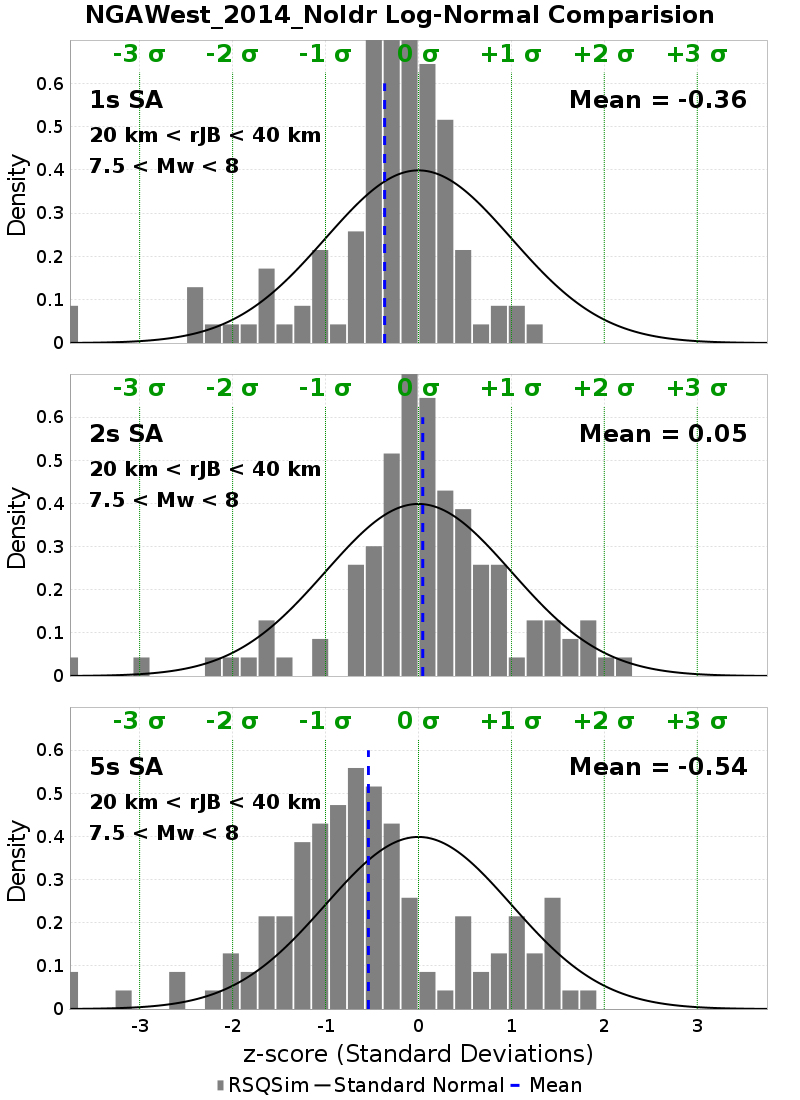 NGAWest_2014_NoIdr Log-Normal Comparision
-3 σ -2 σ -1 σ 0 σ +1 σ +2 σ +3 σ
1s SA Mean = -0.36
20 km < rJB < 40 km
7.5 < Mw < 8
Density
0.6
0.5
0.4
0.3
0.2
0.1
0
-3 σ -2 σ -1 σ 0 σ +1 σ +2 σ +3 σ
2s SA Mean = 0.05
20 km < rJB < 40 km
7.5 < Mw < 8
Density
0.6
0.5
0.4
0.3
0.2
0.1
0
-3 σ -2 σ -1 σ 0 σ +1 σ +2 σ +3 σ
5s SA Mean = -0.54
20 km < rJB < 40 km
7.5 < Mw < 8
Density
0.6
0.5
0.4
0.3
0.2
0.1
0
-3 -2 -1 0 1 2 3
z-score (Standard Deviations)
RSQSim Standard Normal Mean